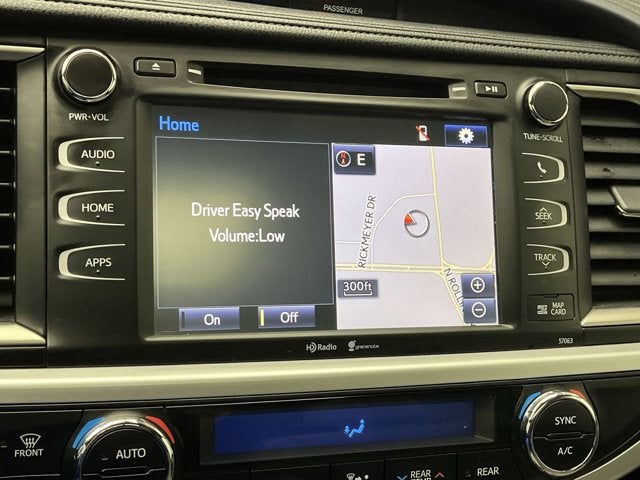 PASSENGER
PWR•VOL
TUNE•SCROLL
Home
AUDIO
HOME
APPS
E
Driver Easy Speak
Volume:Low
RICKMEYER DR
N ROLL
300ft
On
Off
SEEK
TRACK
MAP
CARD
HD Radio
gracenote
57063
FRONT
AUTO
REAR
REAR
SYNC
A/C